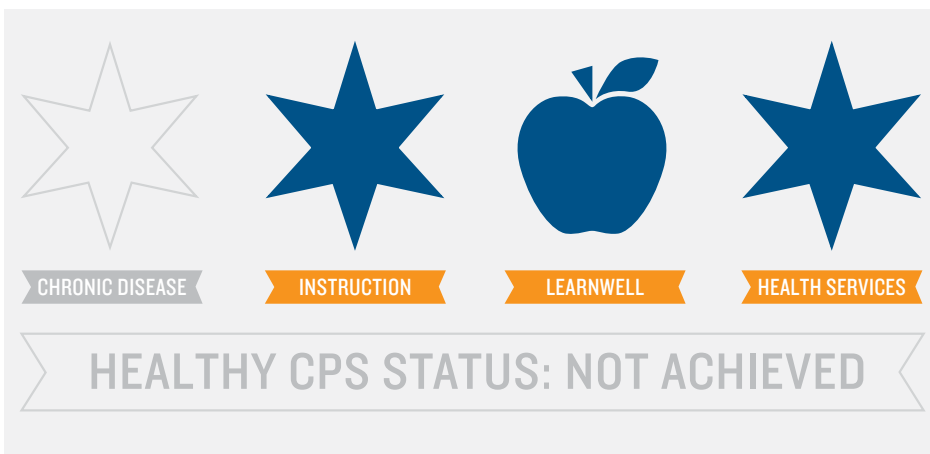 CHRONIC DISEASE
INSTRUCTION
LEARNWELL
HEALTH SERVICES
HEALTHY CPS STATUS: NOT ACHIEVED